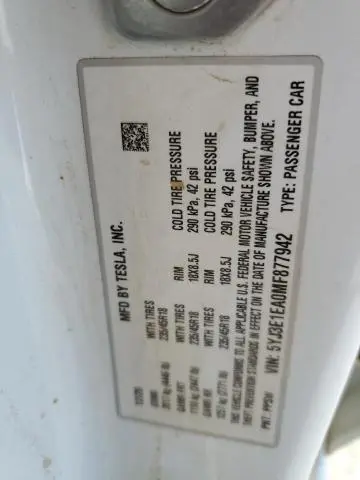 MFD BY TESLA, INC.
WITH TIRES 235/45R18 RIM 18X8.5J COLD TIRE PRESSURE 290 kPa, 42 psi
WITH TIRES 235/45R18 RIM 18X8.5J COLD TIRE PRESSURE 290 kPa, 42 psi
THIS VEHICLE CONFORMS TO ALL APPLICABLE U.S. FEDERAL MOTOR VEHICLE SAFETY, BUMPER, AND
THEFT PREVENTION STANDARDS IN EFFECT ON THE DATE OF MANUFACTURE SHOWN ABOVE.
VIN: 5YJ3E1EA0MF877942 TYPE: PASSENGER CAR